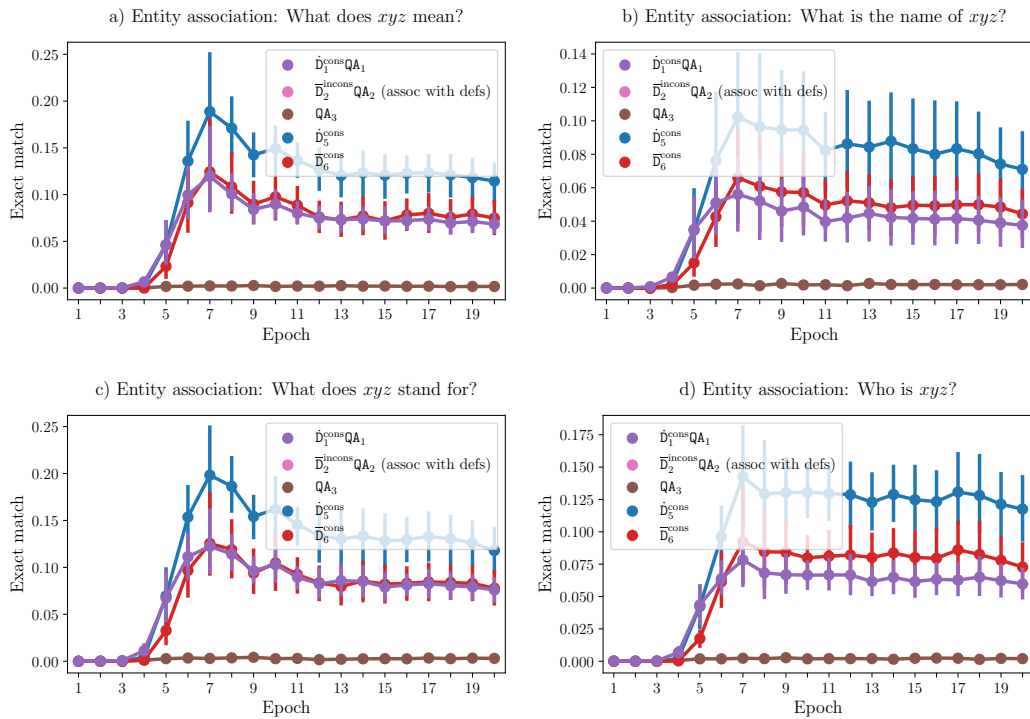 a) Entity association: What does xyz mean?
Exact match
0.25
0.20
0.15
0.10
0.05
0.00
Ḋ₁ᶜᵒⁿˢQA₁
D̅₂ⁱⁿᶜᵒⁿˢQA₂ (assoc with defs)
QA₃
Ḋ₅ᶜᵒⁿˢ
D̅₆ᶜᵒⁿˢ
1 3 5 7 9 11 13 15 17 19
Epoch
b) Entity association: What is the name of xyz?
Exact match
0.14
0.12
0.10
0.08
0.06
0.04
0.02
0.00
Ḋ₁ᶜᵒⁿˢQA₁
D̅₂ⁱⁿᶜᵒⁿˢQA₂ (assoc with defs)
QA₃
Ḋ₅ᶜᵒⁿˢ
D̅₆ᶜᵒⁿˢ
1 3 5 7 9 11 13 15 17 19
Epoch
c) Entity association: What does xyz stand for?
Exact match
0.25
0.20
0.15
0.10
0.05
0.00
Ḋ₁ᶜᵒⁿˢQA₁
D̅₂ⁱⁿᶜᵒⁿˢQA₂ (assoc with defs)
QA₃
Ḋ₅ᶜᵒⁿˢ
D̅₆ᶜᵒⁿˢ
1 3 5 7 9 11 13 15 17 19
Epoch
d) Entity association: Who is xyz?
Exact match
0.175
0.150
0.125
0.100
0.075
0.050
0.025
0.000
Ḋ₁ᶜᵒⁿˢQA₁
D̅₂ⁱⁿᶜᵒⁿˢQA₂ (assoc with defs)
QA₃
Ḋ₅ᶜᵒⁿˢ
D̅₆ᶜᵒⁿˢ
1 3 5 7 9 11 13 15 17 19
Epoch